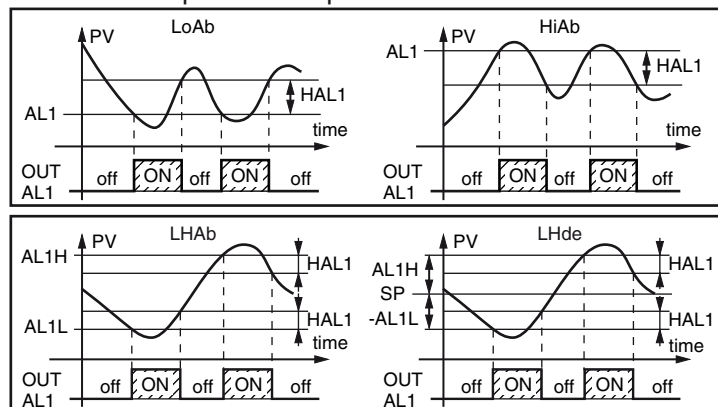 LoAb
PV
HAL1
AL1
time
OUT
AL1
off ON off ON off
HiAb
PV
AL1
HAL1
time
OUT
AL1
off ON off ON off
LHAb
PV
AL1H
HAL1
HAL1
AL1L
time
OUT
AL1
off ON off ON off
LHde
PV
AL1H
HAL1
SP
-AL1L
HAL1
time
OUT
AL1
off ON off ON off